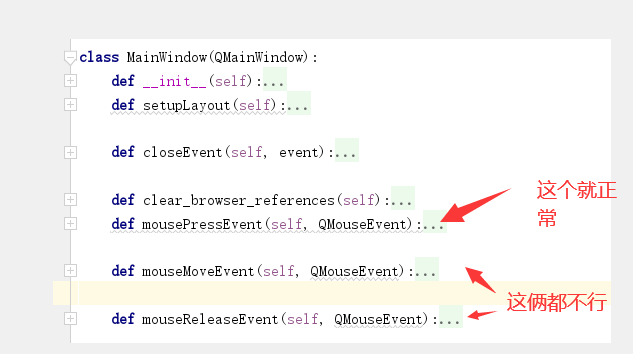 class MainWindow(QMainWindow):
def __init__(self):...
def setupLayout(self):...
def closeEvent(self, event):...
def clear_browser_references(self):...
def mousePressEvent(self, QMouseEvent):...
这个就正
常
def mouseMoveEvent(self, QMouseEvent):...
这俩都不行
def mouseReleaseEvent(self, QMouseEvent):...